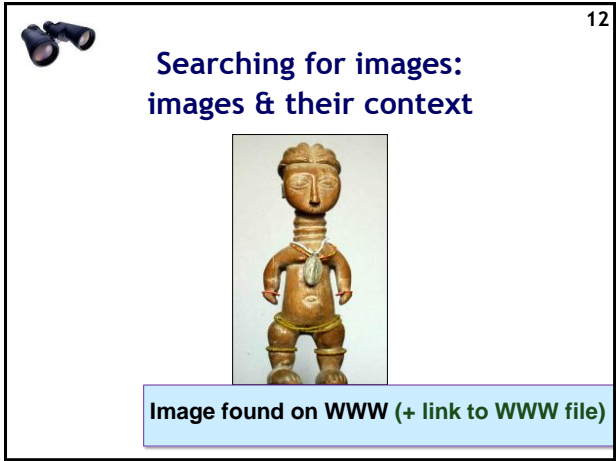 12
Searching for images:
images & their context
Image found on WWW (+ link to WWW file)